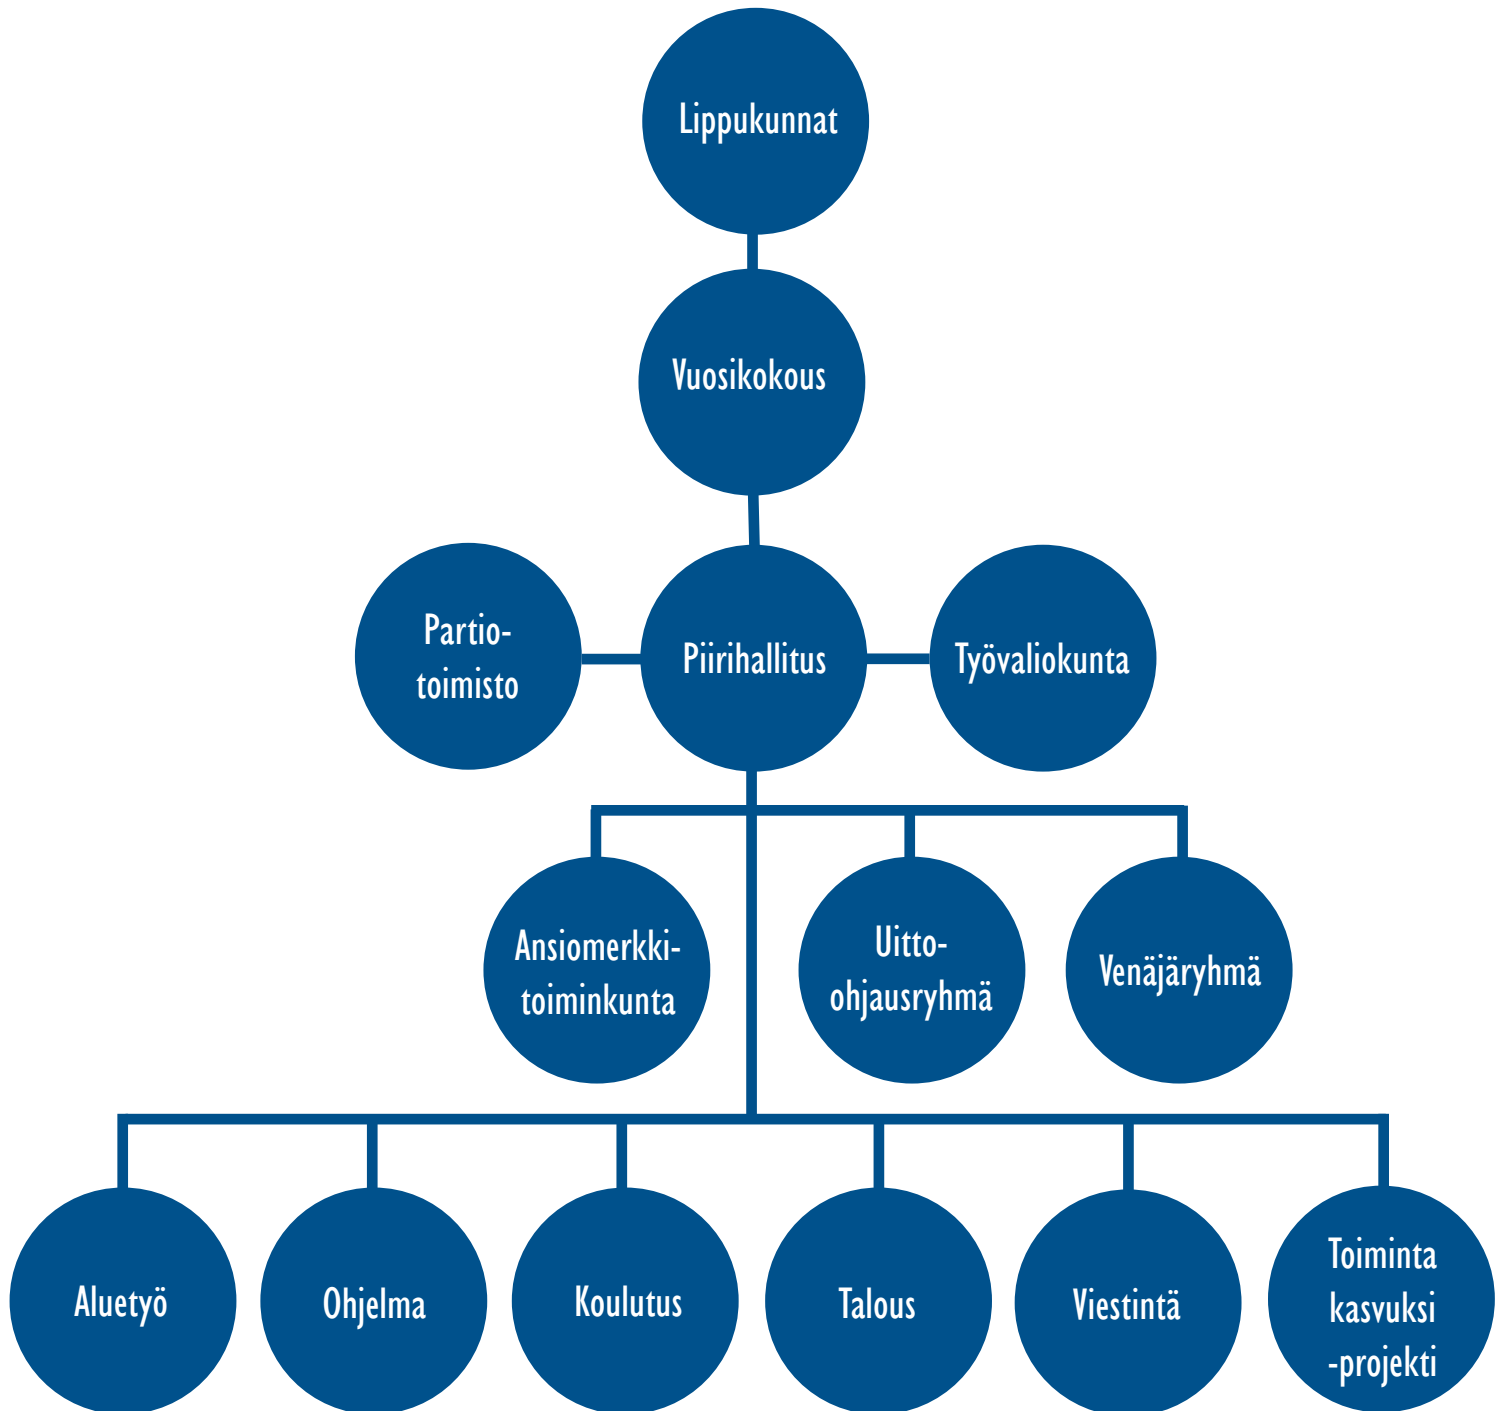 Lippukunnat
Vuosikokous
Partio-
toimisto
Piirihallitus
Työvaliokunta
Ansiomerkki-
toiminkunta
Uitto-
ohjausryhmä
Venäjäryhmä
Aluetyö
Ohjelma
Koulutus
Talous
Viestintä
Toiminta
kasvuksi
-projekti